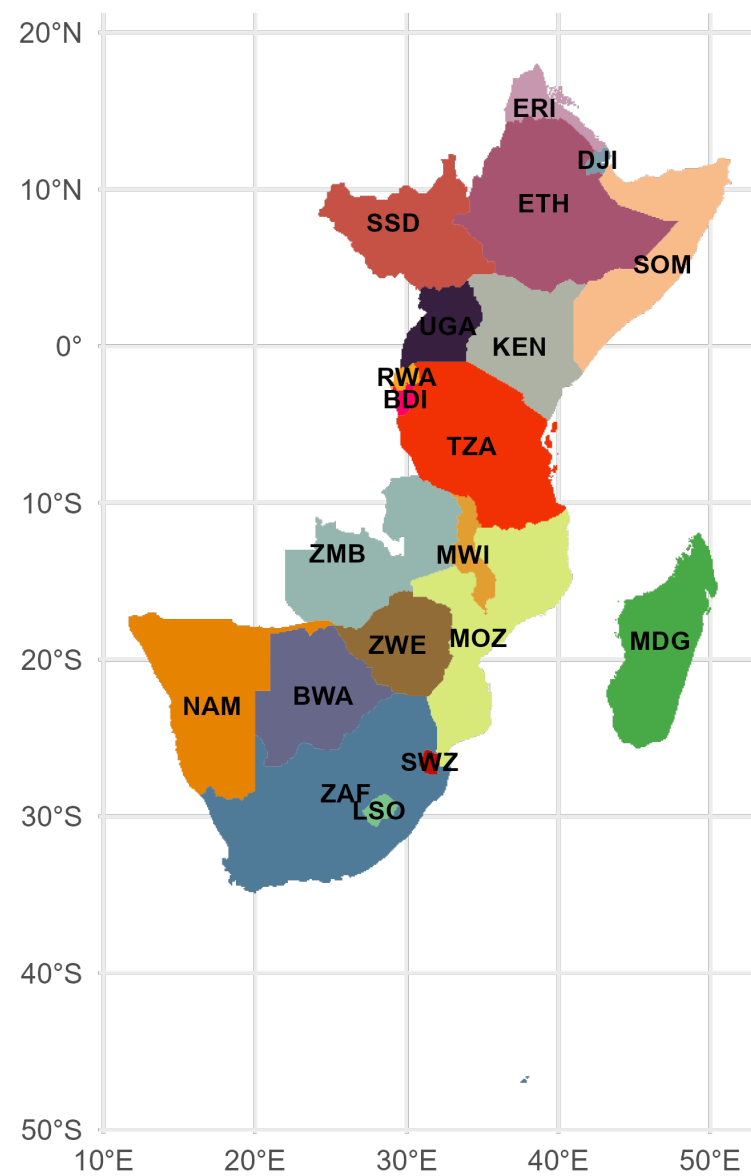 20°N
ERI
DJI
10°N
ETH
SSD
SOM
UGA
0°
KEN
RWA
BDI
TZA
10°S
ZMB
MWI
MOZ
ZWE
MDG
20°S
BWA
NAM
SWZ
ZAF
LSO
30°S
40°S
50°S
10°E 20°E 30°E 40°E 50°E